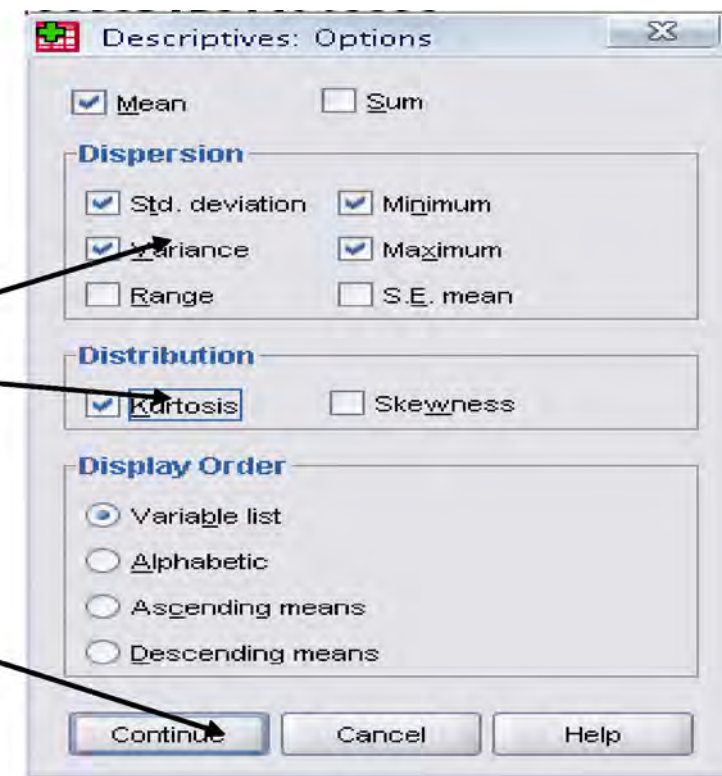 Descriptives: Options
Mean Sum
Dispersion
Std. deviation Minimum
Variance Maximum
Range S.E. mean
Distribution
Kurtosis Skewness
Display Order
Variable list
Alphabetic
Ascending means
Descending means
Continue Cancel Help